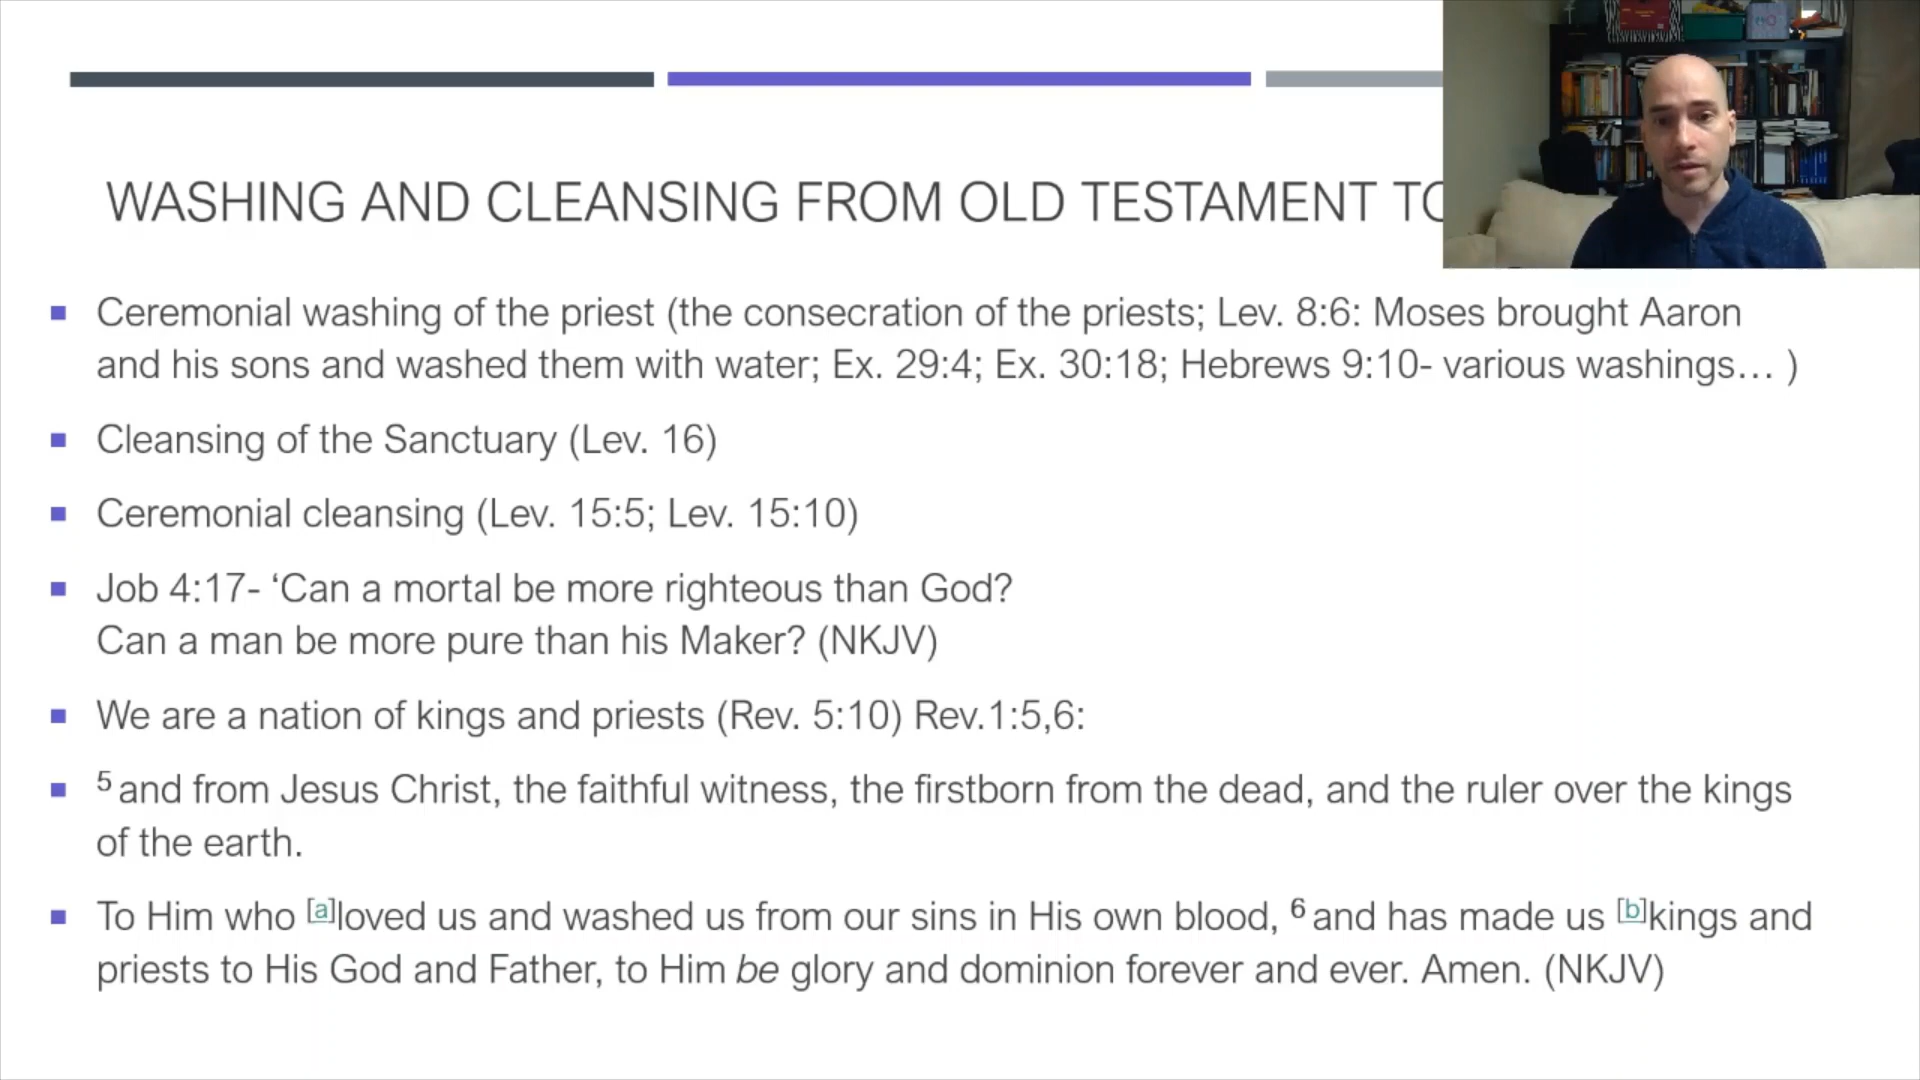 WASHING AND CLEANSING FROM OLD TESTAMENT TO
Ceremonial washing of the priest (the consecration of the priests; Lev. 8:6: Moses brought Aaron
and his sons and washed them with water; Ex. 29:4; Ex. 30:18; Hebrews 9:10- various washings… )
Cleansing of the Sanctuary (Lev. 16)
Ceremonial cleansing (Lev. 15:5; Lev. 15:10)
Job 4:17- ‘Can a mortal be more righteous than God?
Can a man be more pure than his Maker? (NKJV)
We are a nation of kings and priests (Rev. 5:10) Rev.1:5,6:
5 and from Jesus Christ, the faithful witness, the firstborn from the dead, and the ruler over the kings
of the earth.
To Him who [a]loved us and washed us from our sins in His own blood, 6 and has made us [b]kings and
priests to His God and Father, to Him be glory and dominion forever and ever. Amen. (NKJV)